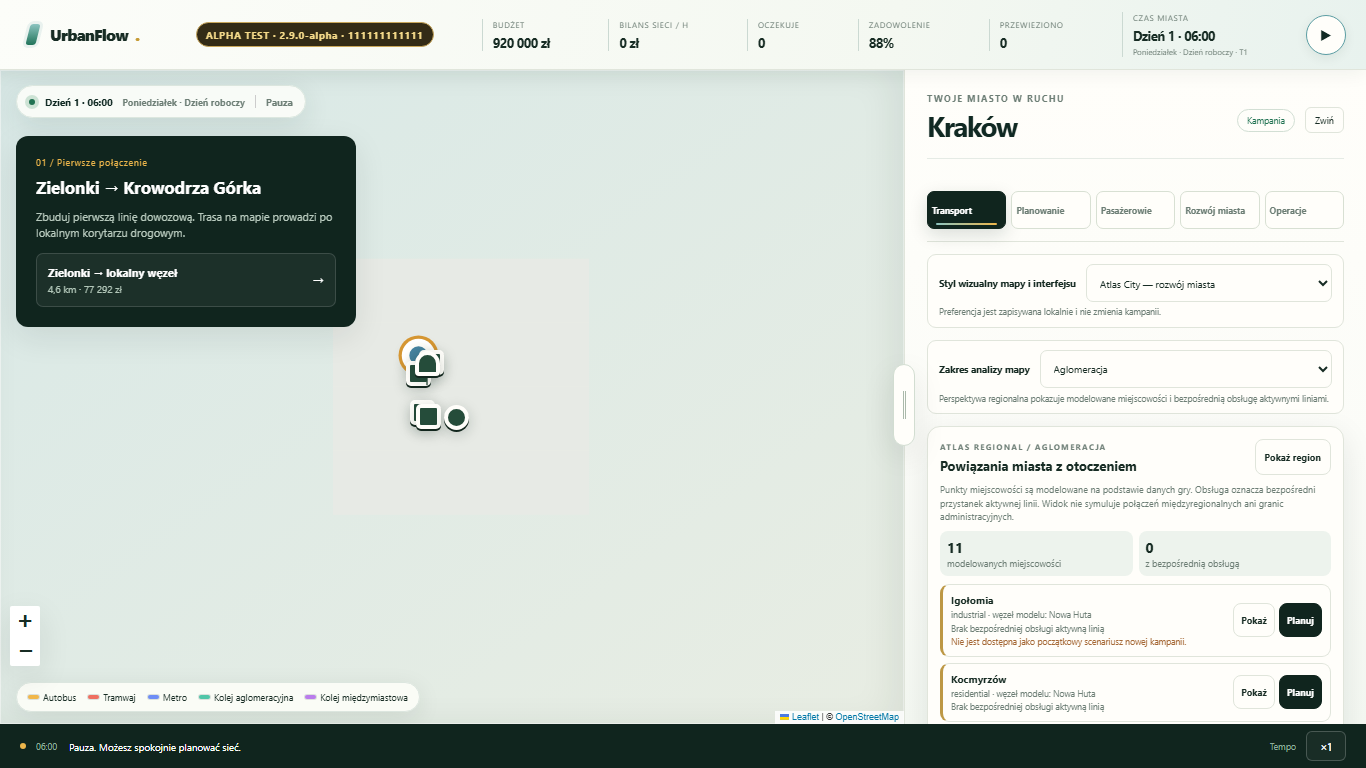 UrbanFlow .
ALPHA TEST · 2.9.0-alpha · 111111111111
BUDŻET
920 000 zł
BILANS SIECI / H
0 zł
OCZEKUJE
0
ZADOWOLENIE
88%
PRZEWIEZIONO
0
CZAS MIASTA
Dzień 1 · 06:00
Poniedziałek · Dzień roboczy · T1
Dzień 1 · 06:00 Poniedziałek · Dzień roboczy Pauza
01 / Pierwsze połączenie
Zielonki → Krowodrza Górka
Zbuduj pierwszą linię dowozową. Trasa na mapie prowadzi po
lokalnym korytarzu drogowym.
Zielonki → lokalny węzeł
4,6 km · 77 292 zł
→
+
−
Autobus Tramwaj Metro Kolej aglomeracyjna Kolej międzymiastowa
Leaflet | © OpenStreetMap
TWOJE MIASTO W RUCHU
Kraków
Kampania
Zwiń
Transport
Planowanie
Pasażerowie
Rozwój miasta
Operacje
Styl wizualny mapy i interfejsu
Atlas City — rozwój miasta
Preferencja jest zapisywana lokalnie i nie zmienia kampanii.
Zakres analizy mapy
Aglomeracja
Perspektywa regionalna pokazuje modelowane miejscowości i bezpośrednią obsługę aktywnymi liniami.
ATLAS REGIONAL / AGLOMERACJA
Powiązania miasta z otoczeniem
Pokaż region
Punkty miejscowości są modelowane na podstawie danych gry. Obsługa oznacza bezpośredni
przystanek aktywnej linii. Widok nie symuluje połączeń międzyregionalnych ani granic
administracyjnych.
11
modelowanych miejscowości
0
z bezpośrednią obsługą
Igołomia
industrial · węzeł modelu: Nowa Huta
Brak bezpośredniej obsługi aktywną linią
Nie jest dostępna jako początkowy scenariusz nowej kampanii.
Pokaż
Planuj
Kocmyrzów
residential · węzeł modelu: Nowa Huta
Brak bezpośredniej obsługi aktywną linią
Pokaż
Planuj
06:00 Pauza. Możesz spokojnie planować sieć.
Tempo
×1